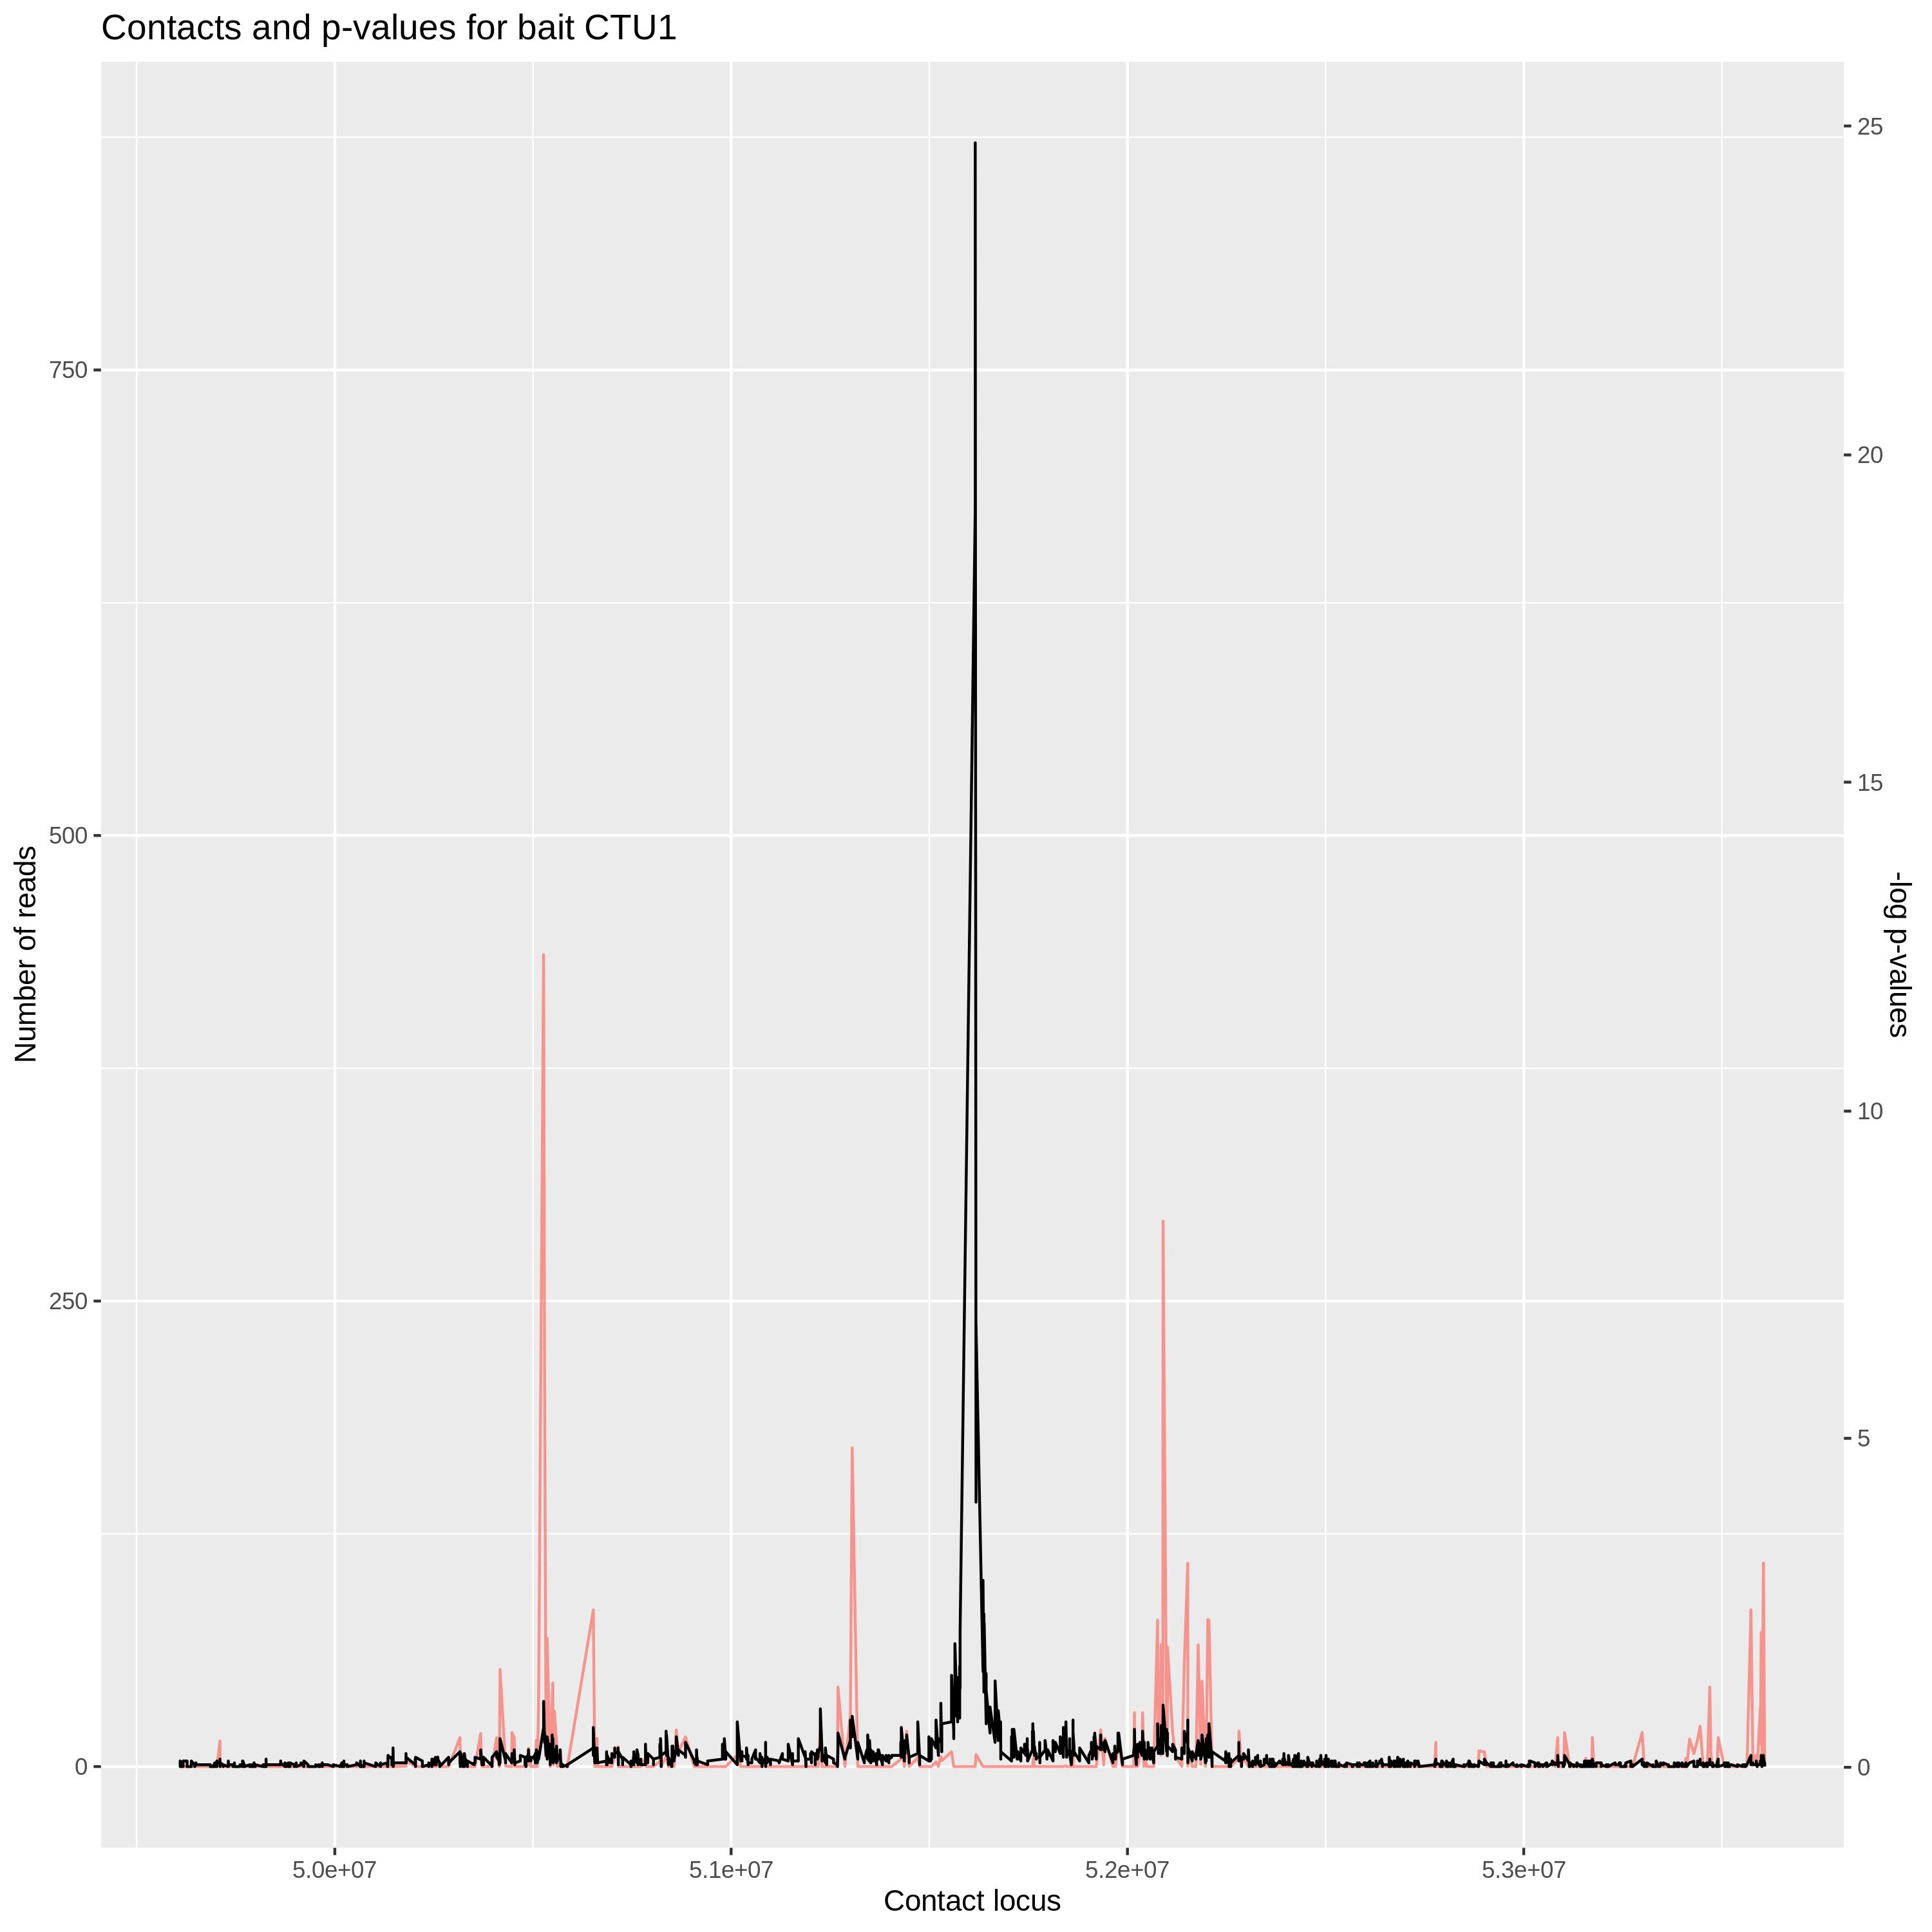 Contacts and p-values for bait CTU1
Number of reads
750
500
250
0
25
20
15
10
5
0
-log p-values
5.0e+07
5.1e+07
5.2e+07
5.3e+07
Contact locus